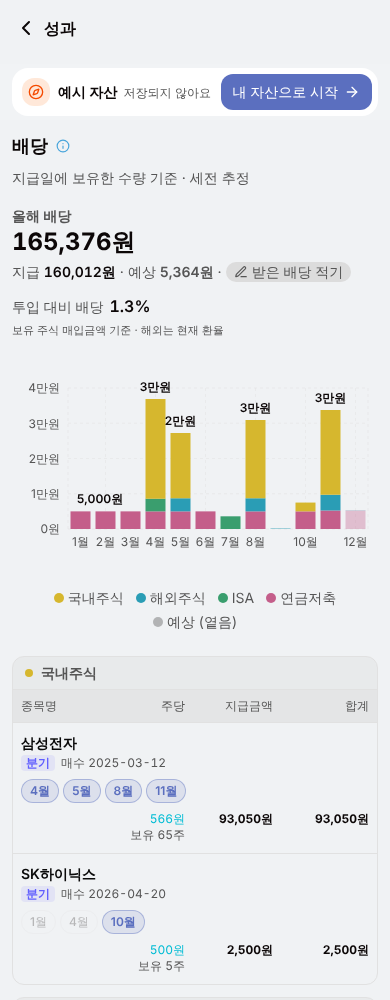 성과
예시 자산 저장되지 않아요 내 자산으로 시작 →
배당
지급일에 보유한 수량 기준 · 세전 추정
올해 배당
165,376원
지급 160,012원 · 예상 5,364원 · 받은 배당 적기
투입 대비 배당 1.3%
보유 주식 매입금액 기준 · 해외는 현재 환율
4만원
3만원
2만원
1만원
0원
5,000원
3만원
2만원
3만원
3만원
1월 2월 3월 4월 5월 6월 7월 8월 10월 12월
국내주식 해외주식 ISA 연금저축
예상 (옅음)
국내주식
종목명 주당 지급금액 합계
삼성전자
분기 매수 2025-03-12
4월 5월 8월 11월
566원 93,050원 93,050원
보유 65주
SK하이닉스
분기 매수 2026-04-20
1월 4월 10월
500원 2,500원 2,500원
보유 5주